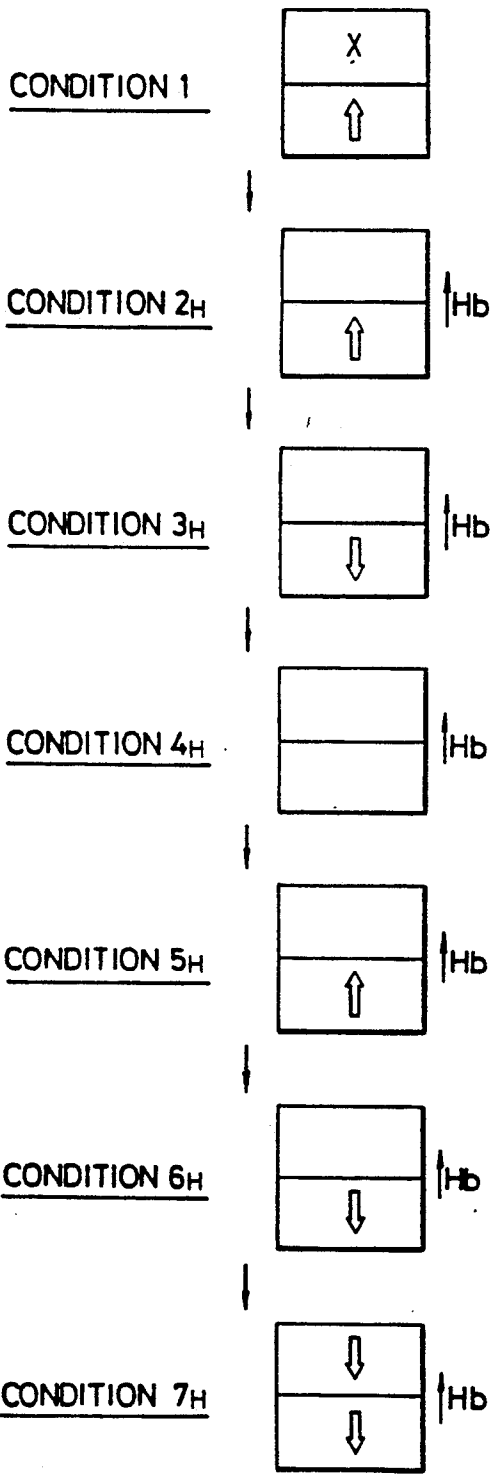 X
CONDITION 1
CONDITION 2H
Hb
CONDITION 3H
Hb
CONDITION 4H
Hb
CONDITION 5H
Hb
CONDITION 6H
Hb
CONDITION 7H
Hb